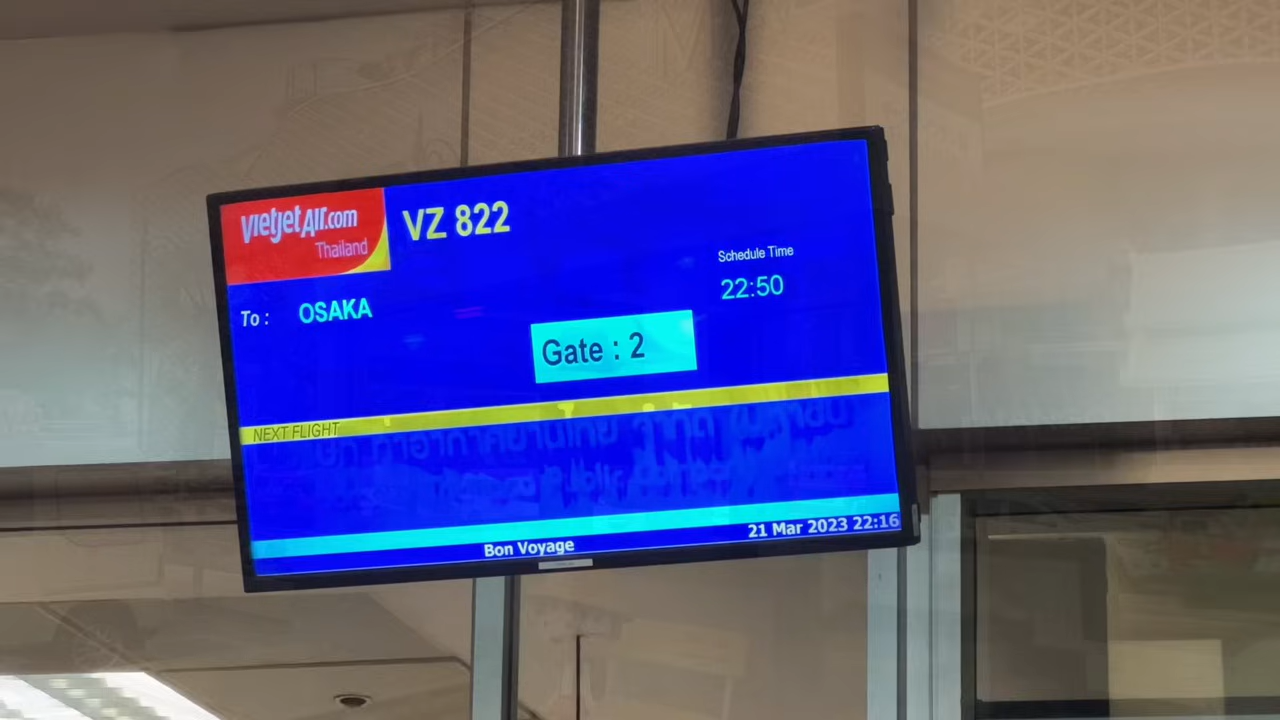 vietjetAir.com
Thailand
VZ 822
Schedule Time
22:50
To : OSAKA
Gate : 2
NEXT FLIGHT
21 Mar 2023 22:16
Bon Voyage